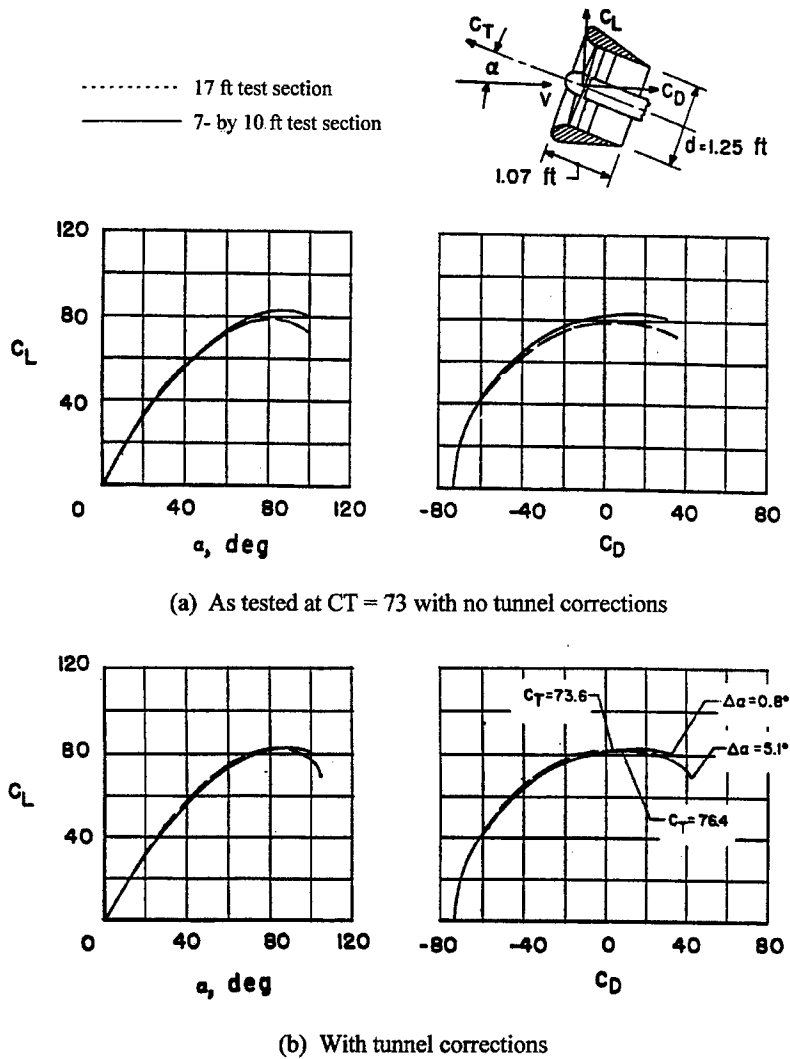 C_T
C_L
α
V
C_D
d=1.25 ft
1.07 ft
17 ft test section
7- by 10 ft test section
120
80
C_L
40
0
40
80
120
α, deg
-80
-40
0
40
80
C_D
(a) As tested at CT = 73 with no tunnel corrections
120
80
C_L
40
0
40
80
120
α, deg
C_T=73.6
Δα=0.8°
Δα=5.1°
C_T=76.4
-80
-40
0
40
80
C_D
(b) With tunnel corrections